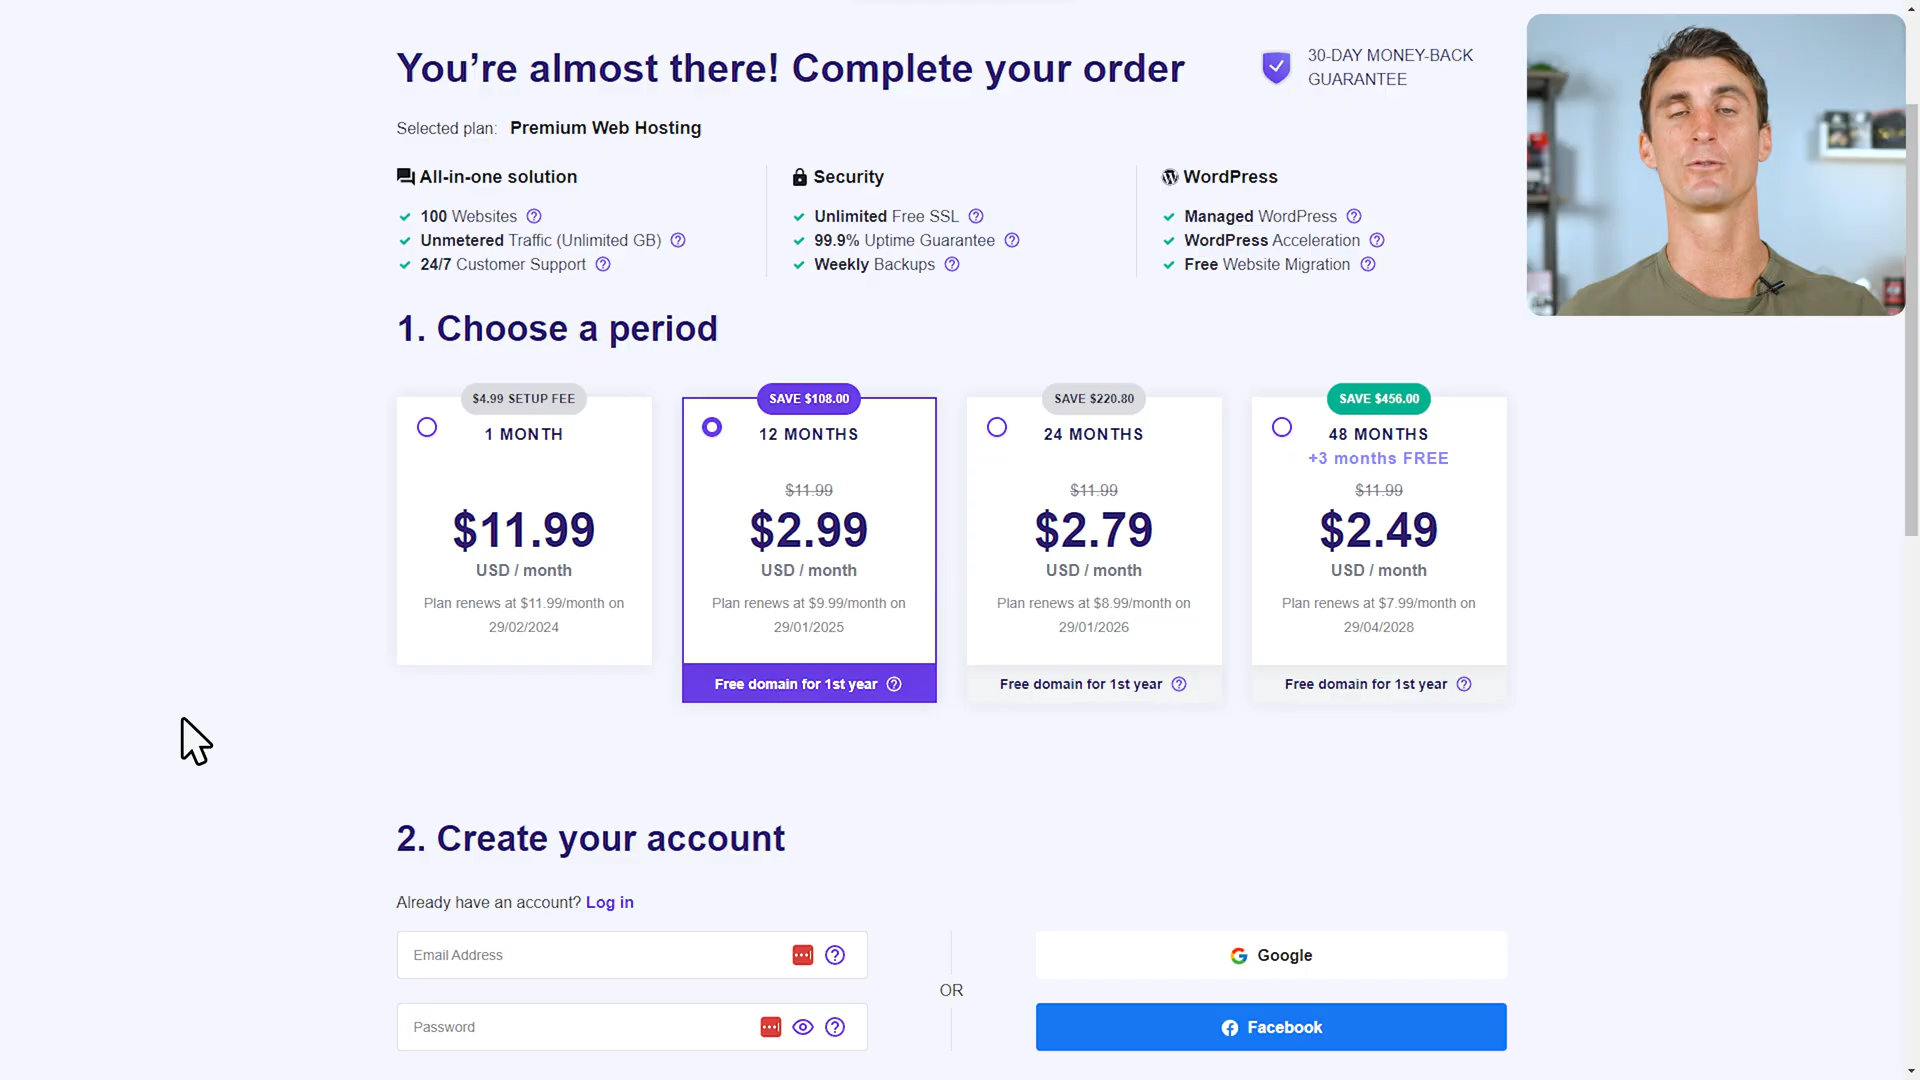 You’re almost there! Complete your order
30-DAY MONEY-BACK
GUARANTEE
Selected plan: Premium Web Hosting
All-in-one solution
100 Websites
Unmetered Traffic (Unlimited GB)
24/7 Customer Support
Security
Unlimited Free SSL
99.9% Uptime Guarantee
Weekly Backups
WordPress
Managed WordPress
WordPress Acceleration
Free Website Migration
1. Choose a period
$4.99 SETUP FEE
1 MONTH
$11.99
USD / month
Plan renews at $11.99/month on
29/02/2024
SAVE $108.00
12 MONTHS
$11.99
$2.99
USD / month
Plan renews at $9.99/month on
29/01/2025
Free domain for 1st year
SAVE $220.80
24 MONTHS
$11.99
$2.79
USD / month
Plan renews at $8.99/month on
29/01/2026
Free domain for 1st year
SAVE $456.00
48 MONTHS
+3 months FREE
$11.99
$2.49
USD / month
Plan renews at $7.99/month on
29/04/2028
Free domain for 1st year
2. Create your account
Already have an account? Log in
Email Address
Password
OR
Google
Facebook